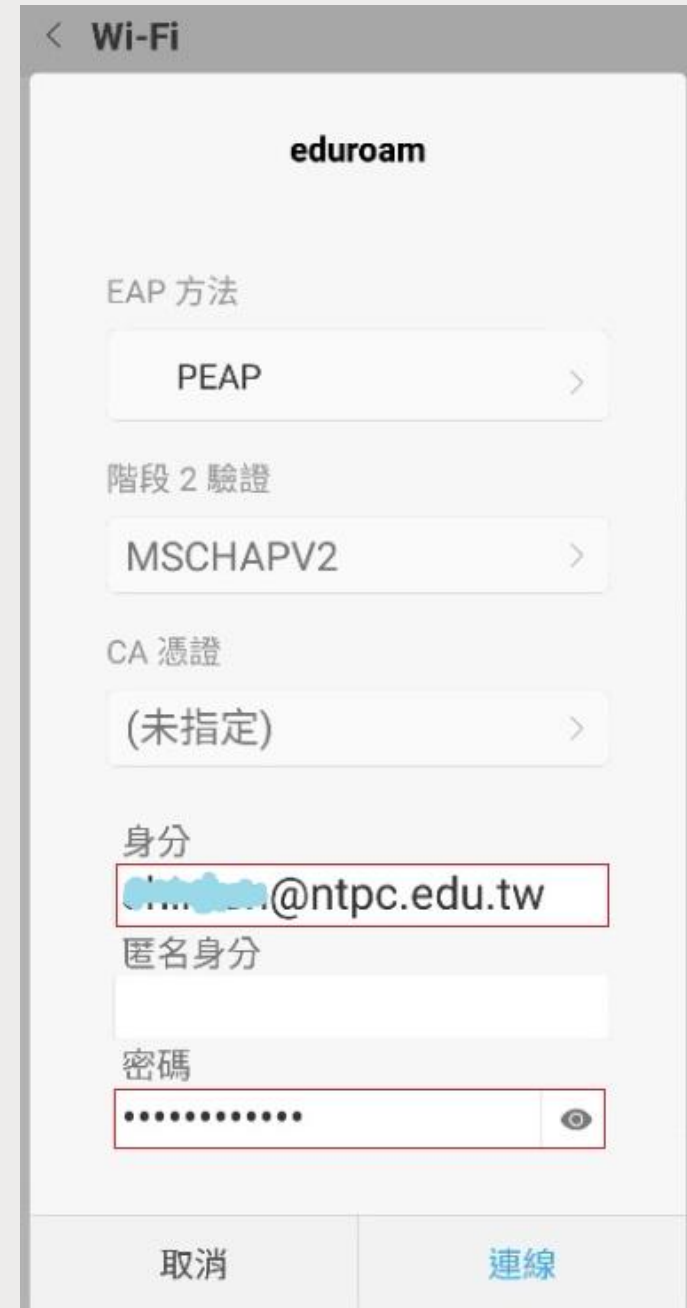 Wi-Fi
eduroam
EAP 方法
PEAP
階段 2 驗證
MSCHAPV2
CA 憑證
(未指定)
身分
@ntpc.edu.tw
匿名身分
密碼
••••••••••••
取消
連線